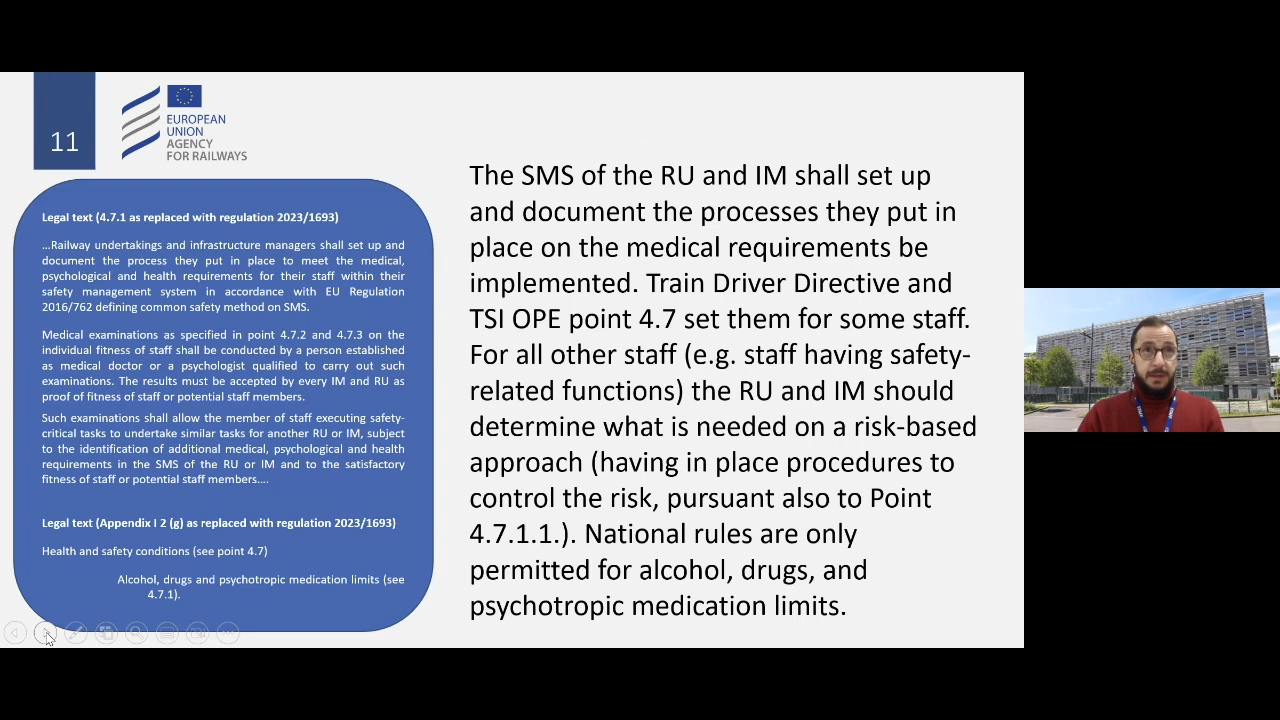 11
EUROPEAN
UNION
AGENCY
FOR RAILWAYS
Legal text (4.7.1 as replaced with regulation 2023/1693)
…Railway undertakings and infrastructure managers shall set up and
document the process they put in place to meet the medical,
psychological and health requirements for their staff within their
safety management system in accordance with EU Regulation
2016/762 defining common safety method on SMS.
Medical examinations as specified in point 4.7.2 and 4.7.3 on the
individual fitness of staff shall be conducted by a person established
as medical doctor or a psychologist qualified to carry out such
examinations. The results must be accepted by every IM and RU as
proof of fitness of staff or potential staff members.
Such examinations shall allow the member of staff executing safety-
critical tasks to undertake similar tasks for another RU or IM, subject
to the identification of additional medical, psychological and health
requirements in the SMS of the RU or IM and to the satisfactory
fitness of staff or potential staff members….
Legal text (Appendix I 2 (g) as replaced with regulation 2023/1693)
Health and safety conditions (see point 4.7)
Alcohol, drugs and psychotropic medication limits (see
4.7.1).
The SMS of the RU and IM shall set up
and document the processes they put in
place on the medical requirements be
implemented. Train Driver Directive and
TSI OPE point 4.7 set them for some staff.
For all other staff (e.g. staff having safety-
related functions) the RU and IM should
determine what is needed on a risk-based
approach (having in place procedures to
control the risk, pursuant also to Point
4.7.1.1.). National rules are only
permitted for alcohol, drugs, and
psychotropic medication limits.